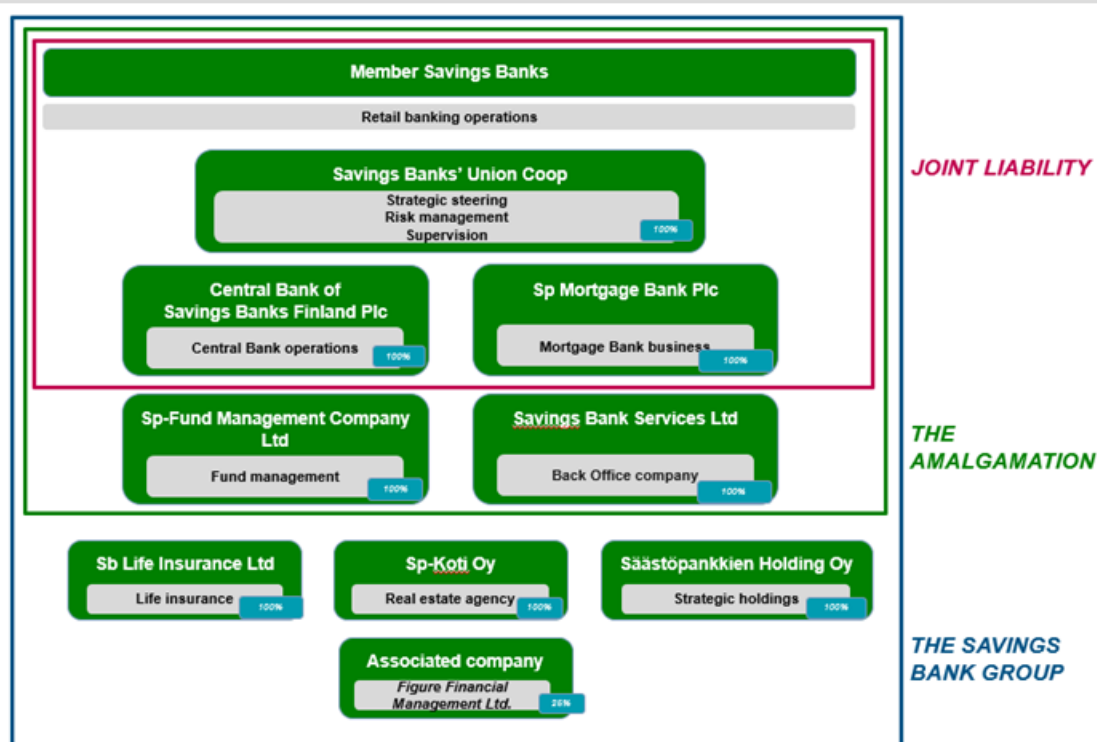 Member Savings Banks
Retail banking operations
Savings Banks' Union Coop
Strategic steering
Risk management
Supervision
100%
JOINT LIABILITY
Central Bank of
Savings Banks Finland Plc
Central Bank operations
100%
Sp Mortgage Bank Plc
Mortgage Bank business
100%
Sp-Fund Management Company
Ltd
Fund management
100%
Savings Bank Services Ltd
Back Office company
100%
THE
AMALGAMATION
Sb Life Insurance Ltd
Life insurance
100%
Sp-Koti Oy
Real estate agency
100%
Säästöpankkien Holding Oy
Strategic holdings
100%
Associated company
Figure Financial
Management Ltd.
THE SAVINGS
BANK GROUP